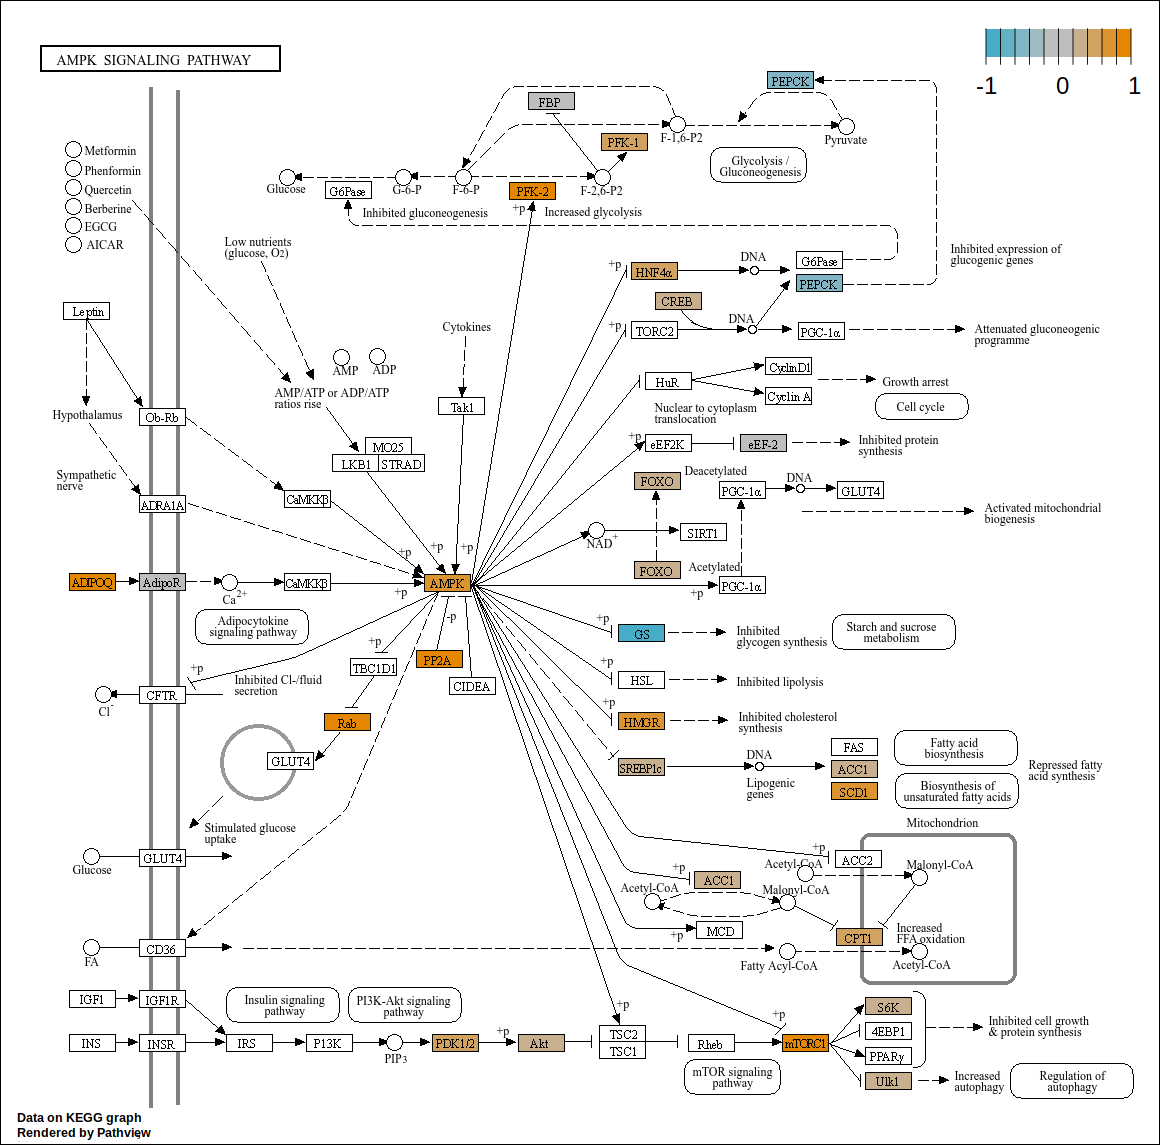 AMPK SIGNALING PATHWAY
-1
0
1
PEPCK
FBP
PFK-1
F-1,6-P2
Pyruvate
Glycolysis /
Gluconeogenesis
Metformin
Phenformin
Quercetin
Berberine
EGCG
AICAR
Glucose
G6Pase
G-6-P
F-6-P
PFK-2
F-2,6-P2
+p
Inhibited gluconeogenesis
Increased glycolysis
Low nutrients
(glucose, O2)
+p
HNF4α
DNA
G6Pase
PEPCK
Inhibited expression of
glucogenic genes
CREB
+p
TORC2
DNA
PGC-1α
Attenuated gluconeogenic
programme
Leptin
Cytokines
AMP
ADP
AMP/ATP or ADP/ATP
ratios rise
HuR
CyclinD1
Cyclin A
Growth arrest
Cell cycle
Nuclear to cytoplasm
translocation
Hypothalamus
Ob-Rb
Tak1
MO25
LKB1
STRAD
+p
eEF2K
eEF-2
Inhibited protein
synthesis
Sympathetic
nerve
ADRA1A
CaMKKβ
FOXO
Deacetylated
PGC-1α
DNA
GLUT4
Activated mitochondrial
biogenesis
NAD+
SIRT1
+p
+p
+p
FOXO
Acetylated
PGC-1α
+p
ADIPOQ
AdipoR
Ca2+
CaMKKβ
+p
AMPK
Adipocytokine
signaling pathway
-p
+p
GS
Inhibited
glycogen synthesis
Starch and sucrose
metabolism
+p
TBC1D1
PP2A
CIDEA
+p
HSL
Inhibited lipolysis
+p
CFTR
Cl-
Inhibited Cl-/fluid
secretion
Rab
+p
HMGR
Inhibited cholesterol
synthesis
GLUT4
SREBP1c
DNA
Lipogenic
genes
FAS
ACC1
SCD1
Fatty acid
biosynthesis
Biosynthesis of
unsaturated fatty acids
Repressed fatty
acid synthesis
Stimulated glucose
uptake
Mitochondrion
Glucose
GLUT4
+p
ACC2
Acetyl-CoA
Malonyl-CoA
+p
ACC1
Acetyl-CoA
Malonyl-CoA
+p
MCD
CPT1
Increased
FFA oxidation
FA
CD36
Fatty Acyl-CoA
Acetyl-CoA
IGF1
IGF1R
Insulin signaling
pathway
PI3K-Akt signaling
pathway
INS
INSR
IRS
P13K
PIP3
PDK1/2
+p
Akt
+p
TSC2
TSC1
Rheb
+p
mTORC1
mTOR signaling
pathway
S6K
4EBP1
PPARγ
Ulk1
Inhibited cell growth
& protein synthesis
Increased
autophagy
Regulation of
autophagy
Data on KEGG graph
Rendered by Pathview